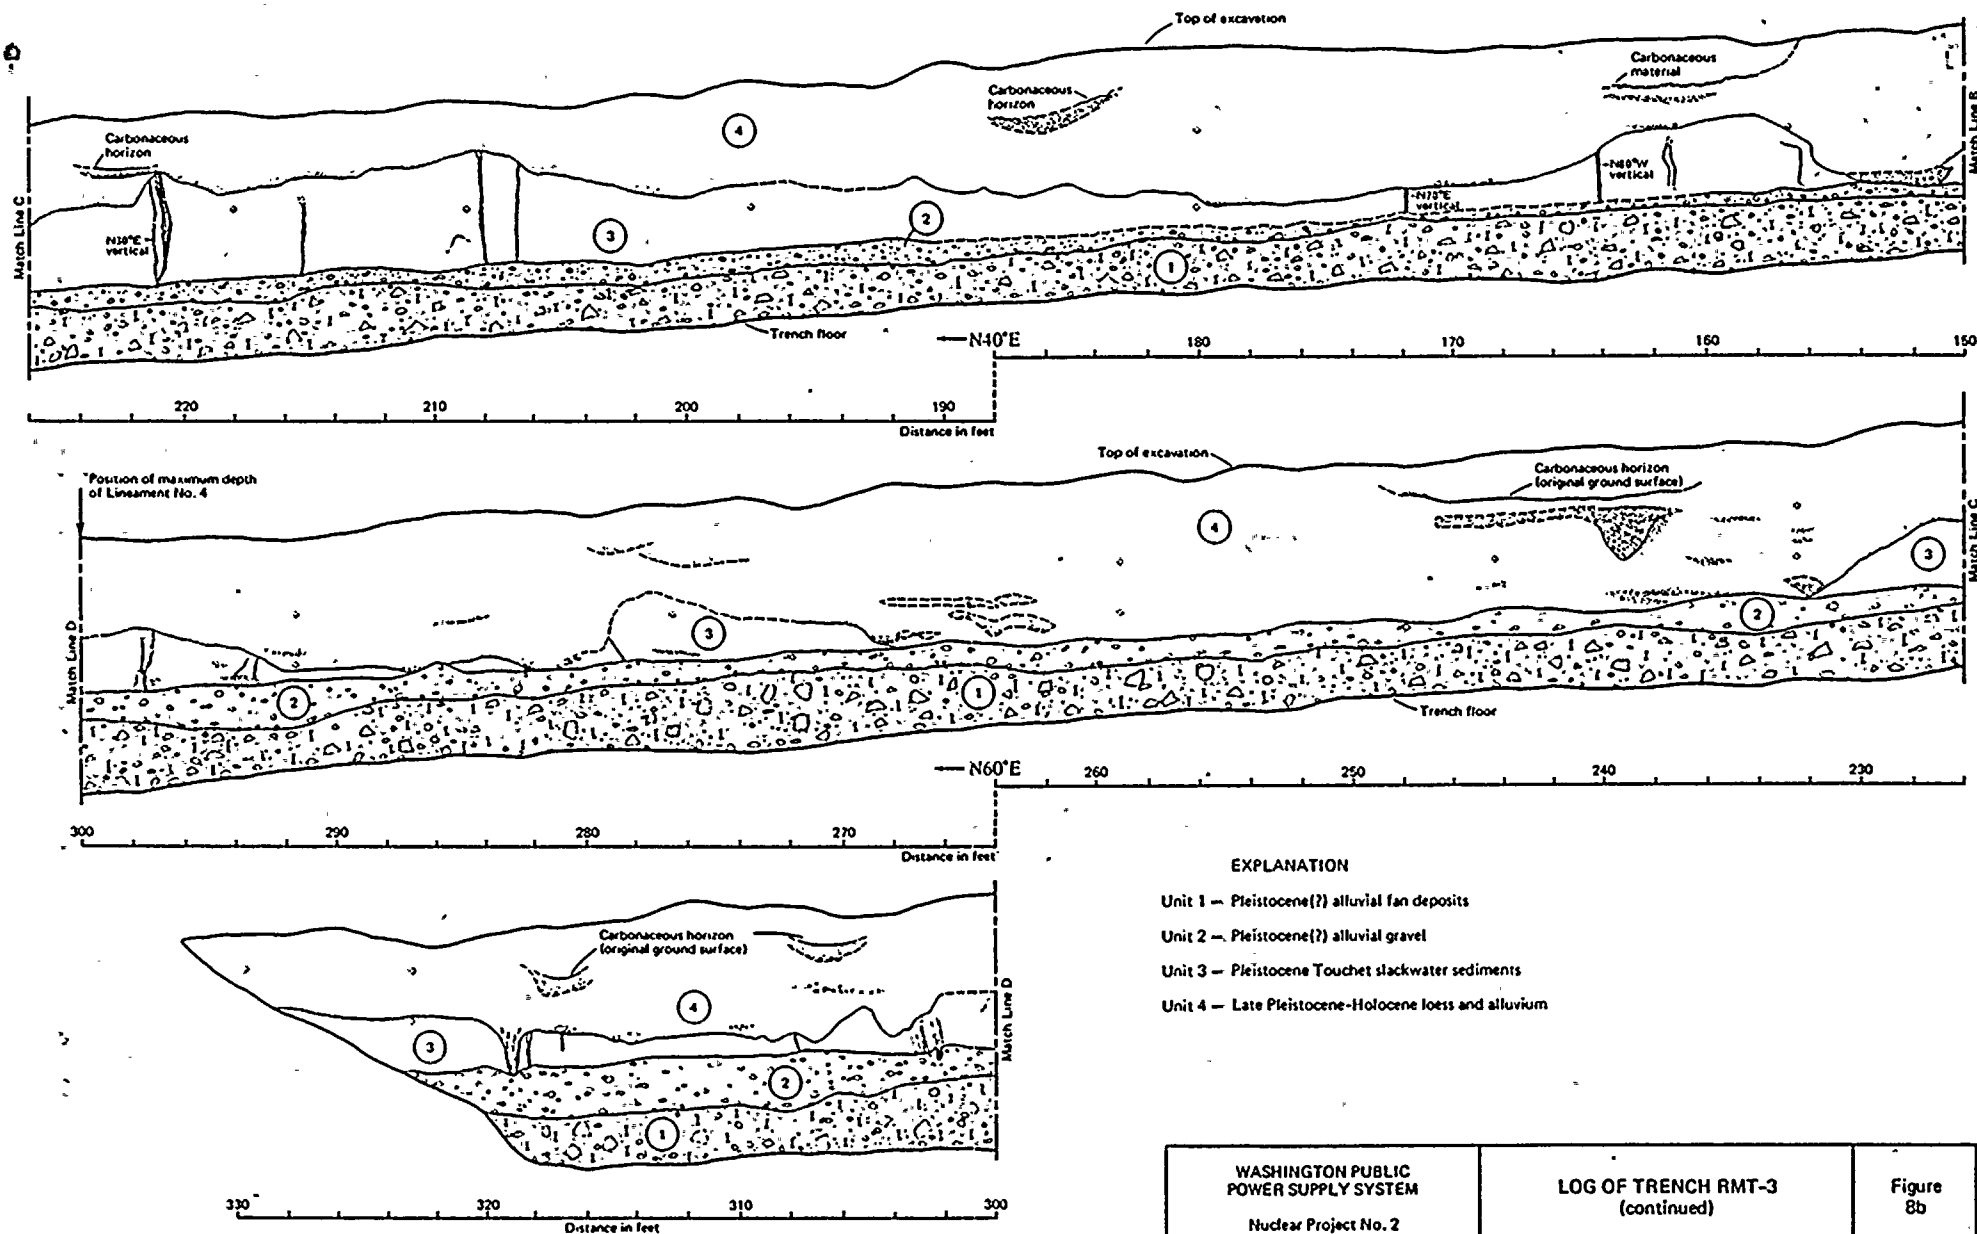 Top of excavation
Carbonaceous
material
Carbonaceous
horizon
4
Carbonaceous
horizon
Match Line C
Match Line B
N30°E
vertical
3
2
1
N70°E
vertical
N80°W
vertical
Trench floor
N40°E
180
170
160
150
220
210
200
190
Distance in feet
Position of maximum depth
of Lineament No. 4
Top of excavation
Carbonaceous horizon
(original ground surface)
4
3
Match Line C
Match Line D
3
2
2
1
Trench floor
N60°E
260
250
240
230
300
290
280
270
Distance in feet
Carbonaceous horizon
(original ground surface)
4
3
2
1
Match Line D
330
320
310
300
Distance in feet
EXPLANATION
Unit 1 — Pleistocene(?) alluvial fan deposits
Unit 2 — Pleistocene(?) alluvial gravel
Unit 3 — Pleistocene Touchet slackwater sediments
Unit 4 — Late Pleistocene-Holocene loess and alluvium
WASHINGTON PUBLIC
POWER SUPPLY SYSTEM
Nuclear Project No. 2
LOG OF TRENCH RMT-3
(continued)
Figure
8b